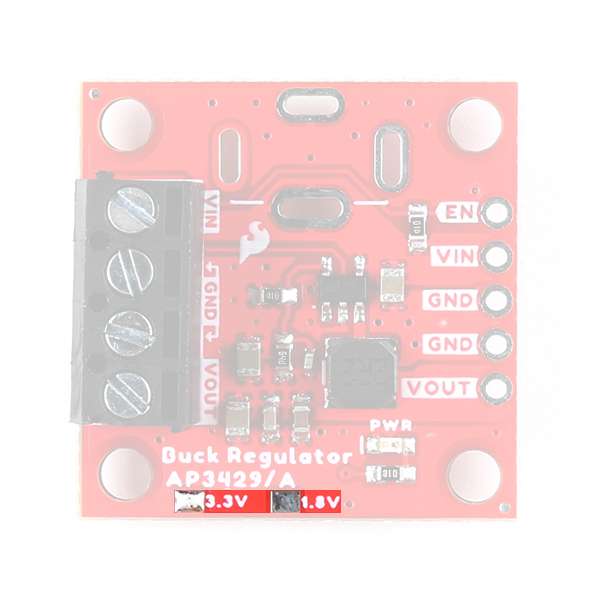 VIN
GND
VOUT
EN
VIN
GND
GND
VOUT
PWR
Buck Regulator
AP3429/A
3.3V 1.8V